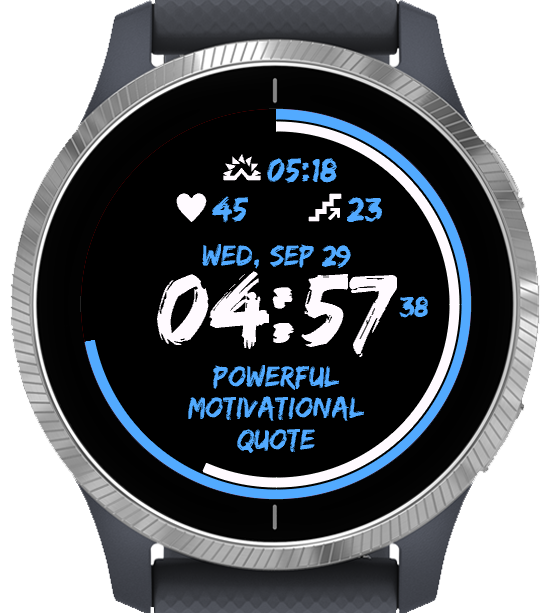 05:18
45 23
WED, SEP 29
04:57 38
POWERFUL
MOTIVATIONAL
QUOTE